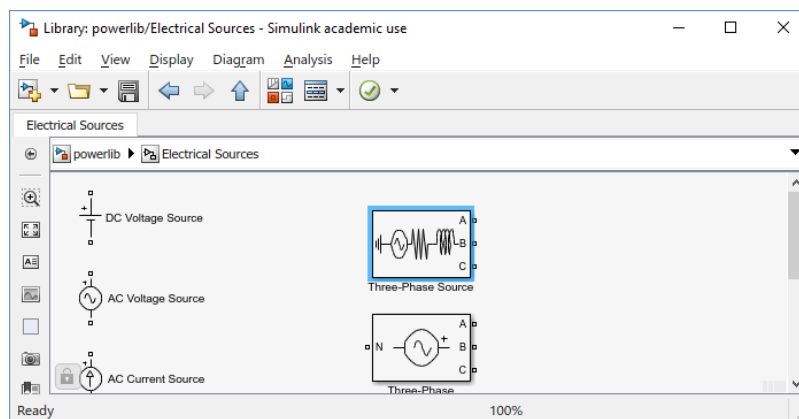 Library: powerlib/Electrical Sources - Simulink academic use
File Edit View Display Diagram Analysis Help
Electrical Sources
powerlib Electrical Sources
DC Voltage Source
A
B
C
Three-Phase Source
AC Voltage Source
A
N B
C
AC Current Source
Three-Phase
Ready 100%